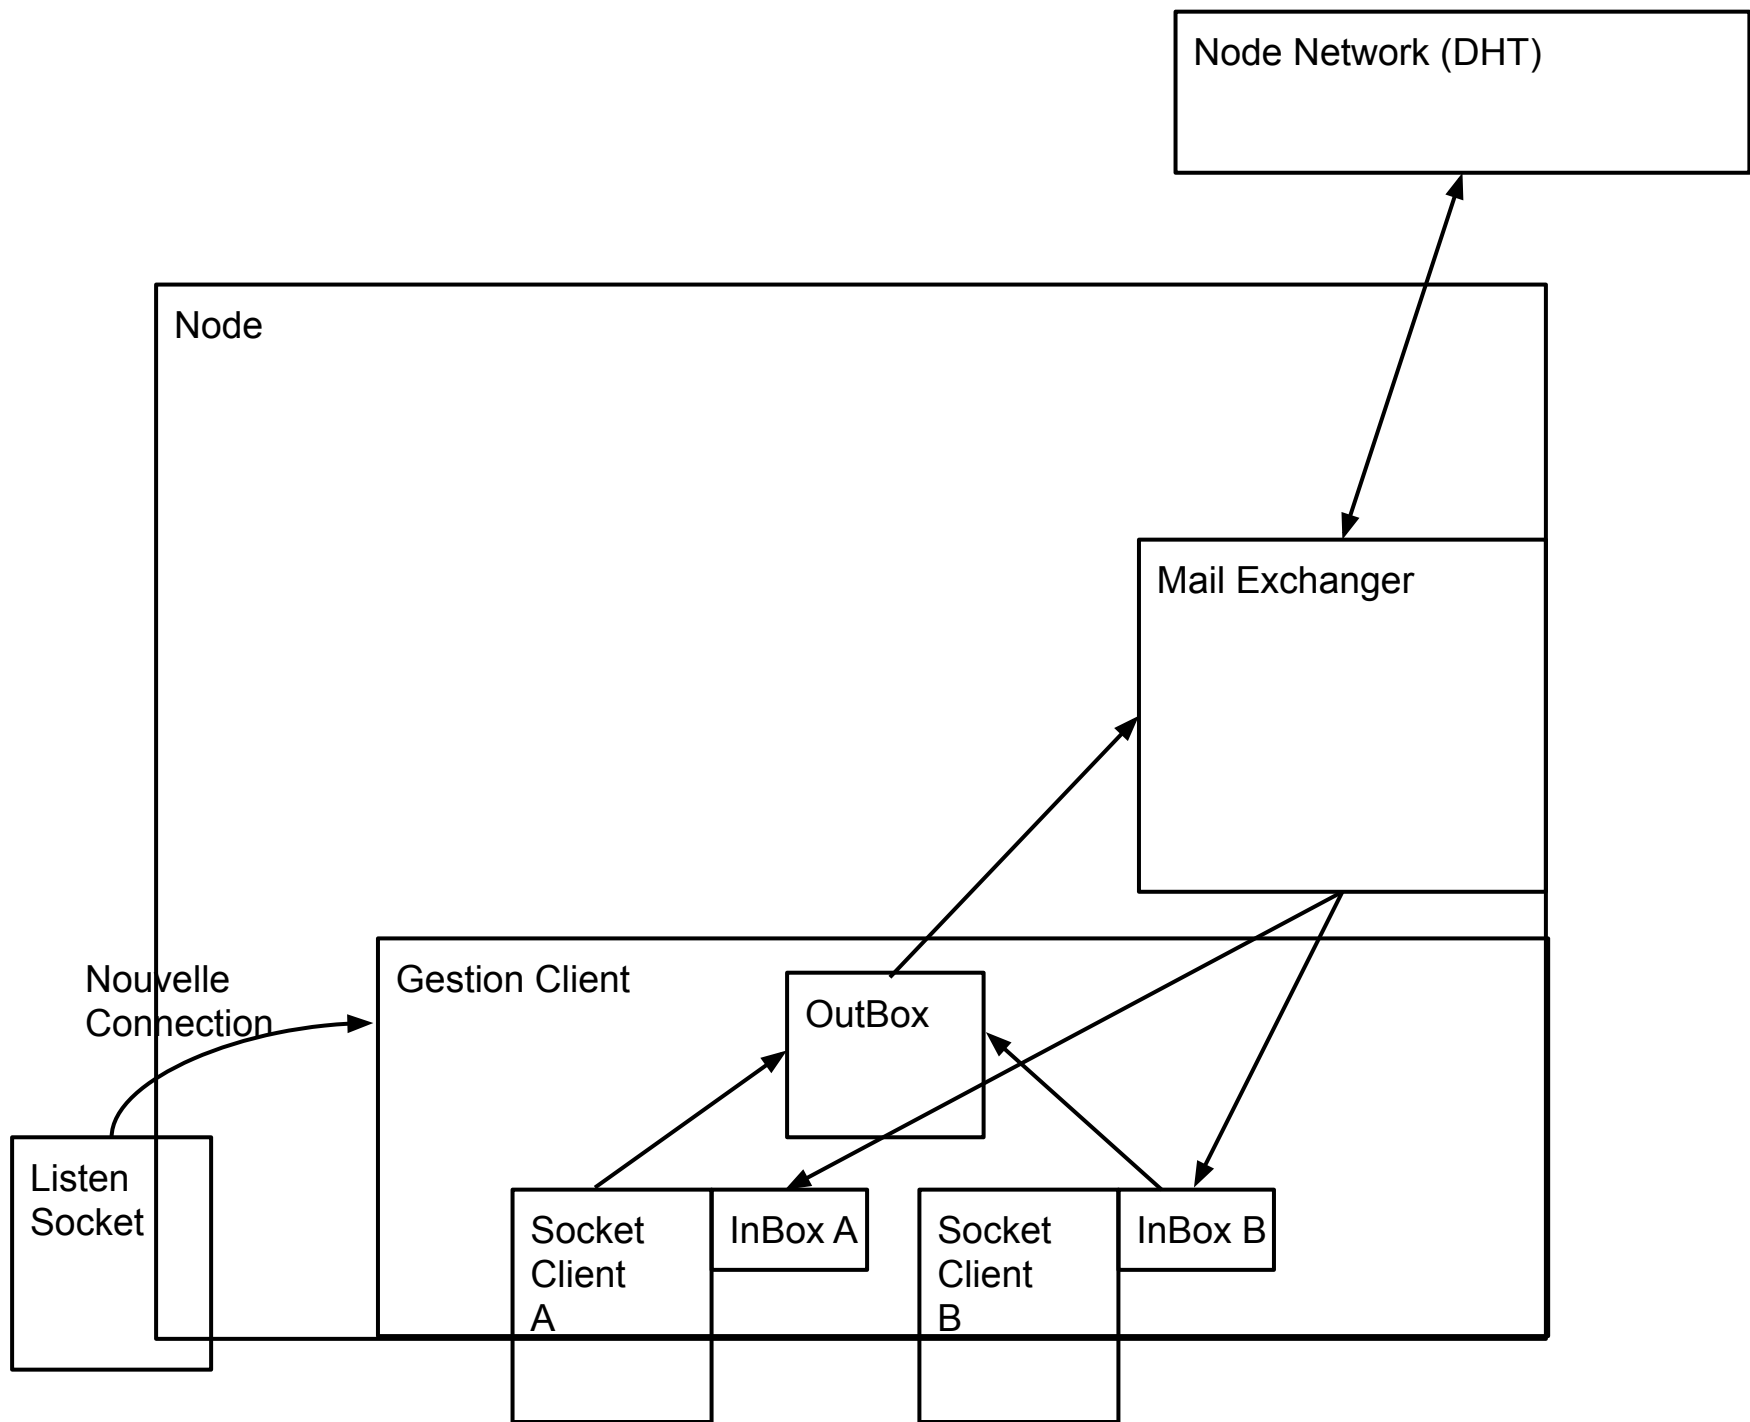 Node Network (DHT)
Node
Mail Exchanger
Nouvelle
Connection
Gestion Client
OutBox
Listen
Socket
Socket
Client
A
InBox A
Socket
Client
B
InBox B